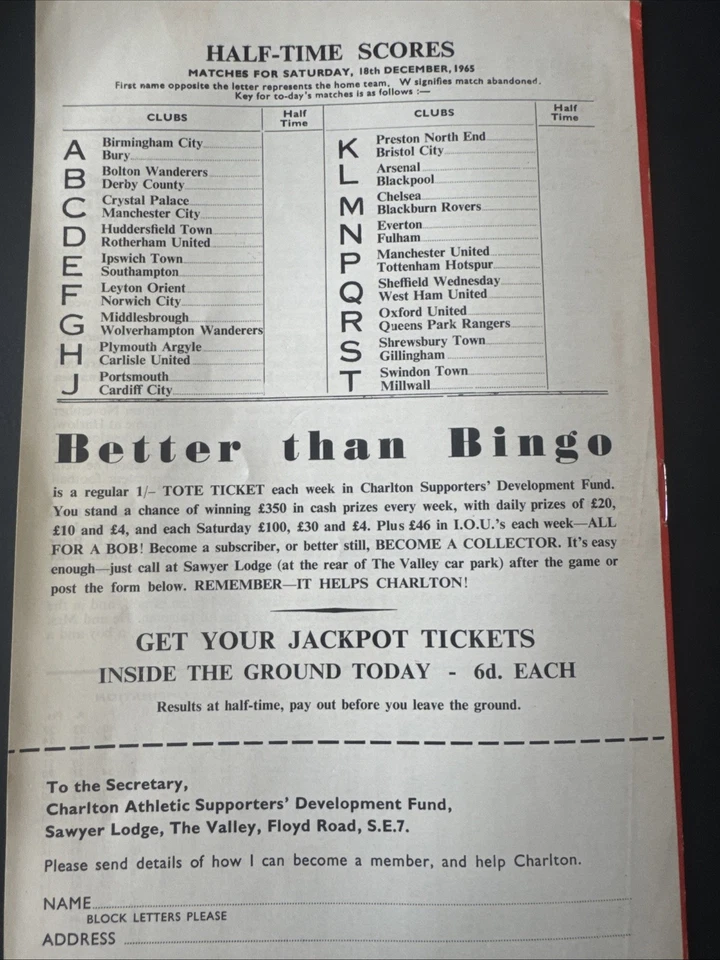 HALF-TIME SCORES
MATCHES FOR SATURDAY, 18th DECEMBER, 1965
First name opposite the letter represents the home team, W signifies match abandoned.
Key for to-day's matches is as follows :—
CLUBS
Half Time
A
Birmingham City
Bury
B
Bolton Wanderers
Derby County
C
Crystal Palace
Manchester City
D
Huddersfield Town
Rotherham United
E
Ipswich Town
Southampton
F
Leyton Orient
Norwich City
G
Middlesbrough
Wolverhampton Wanderers
H
Plymouth Argyle
Carlisle United
J
Portsmouth
Cardiff City
CLUBS
Half Time
K
Preston North End
Bristol City
L
Arsenal
Blackpool
M
Chelsea
Blackburn Rovers
N
Everton
Fulham
P
Manchester United
Tottenham Hotspur
Q
Sheffield Wednesday
West Ham United
R
Oxford United
Queens Park Rangers
S
Shrewsbury Town
Gillingham
T
Swindon Town
Millwall
Better than Bingo
is a regular 1/– TOTE TICKET each week in Charlton Supporters' Development Fund.
You stand a chance of winning £350 in cash prizes every week, with daily prizes of £20,
£10 and £4, and each Saturday £100, £30 and £4. Plus £46 in I.O.U.'s each week—ALL
FOR A BOB! Become a subscriber, or better still, BECOME A COLLECTOR. It's easy
enough—just call at Sawyer Lodge (at the rear of The Valley car park) after the game or
post the form below. REMEMBER—IT HELPS CHARLTON!
GET YOUR JACKPOT TICKETS
INSIDE THE GROUND TODAY - 6d. EACH
Results at half-time, pay out before you leave the ground.
To the Secretary,
Charlton Athletic Supporters' Development Fund,
Sawyer Lodge, The Valley, Floyd Road, S.E.7.
Please send details of how I can become a member, and help Charlton.
NAME
BLOCK LETTERS PLEASE
ADDRESS